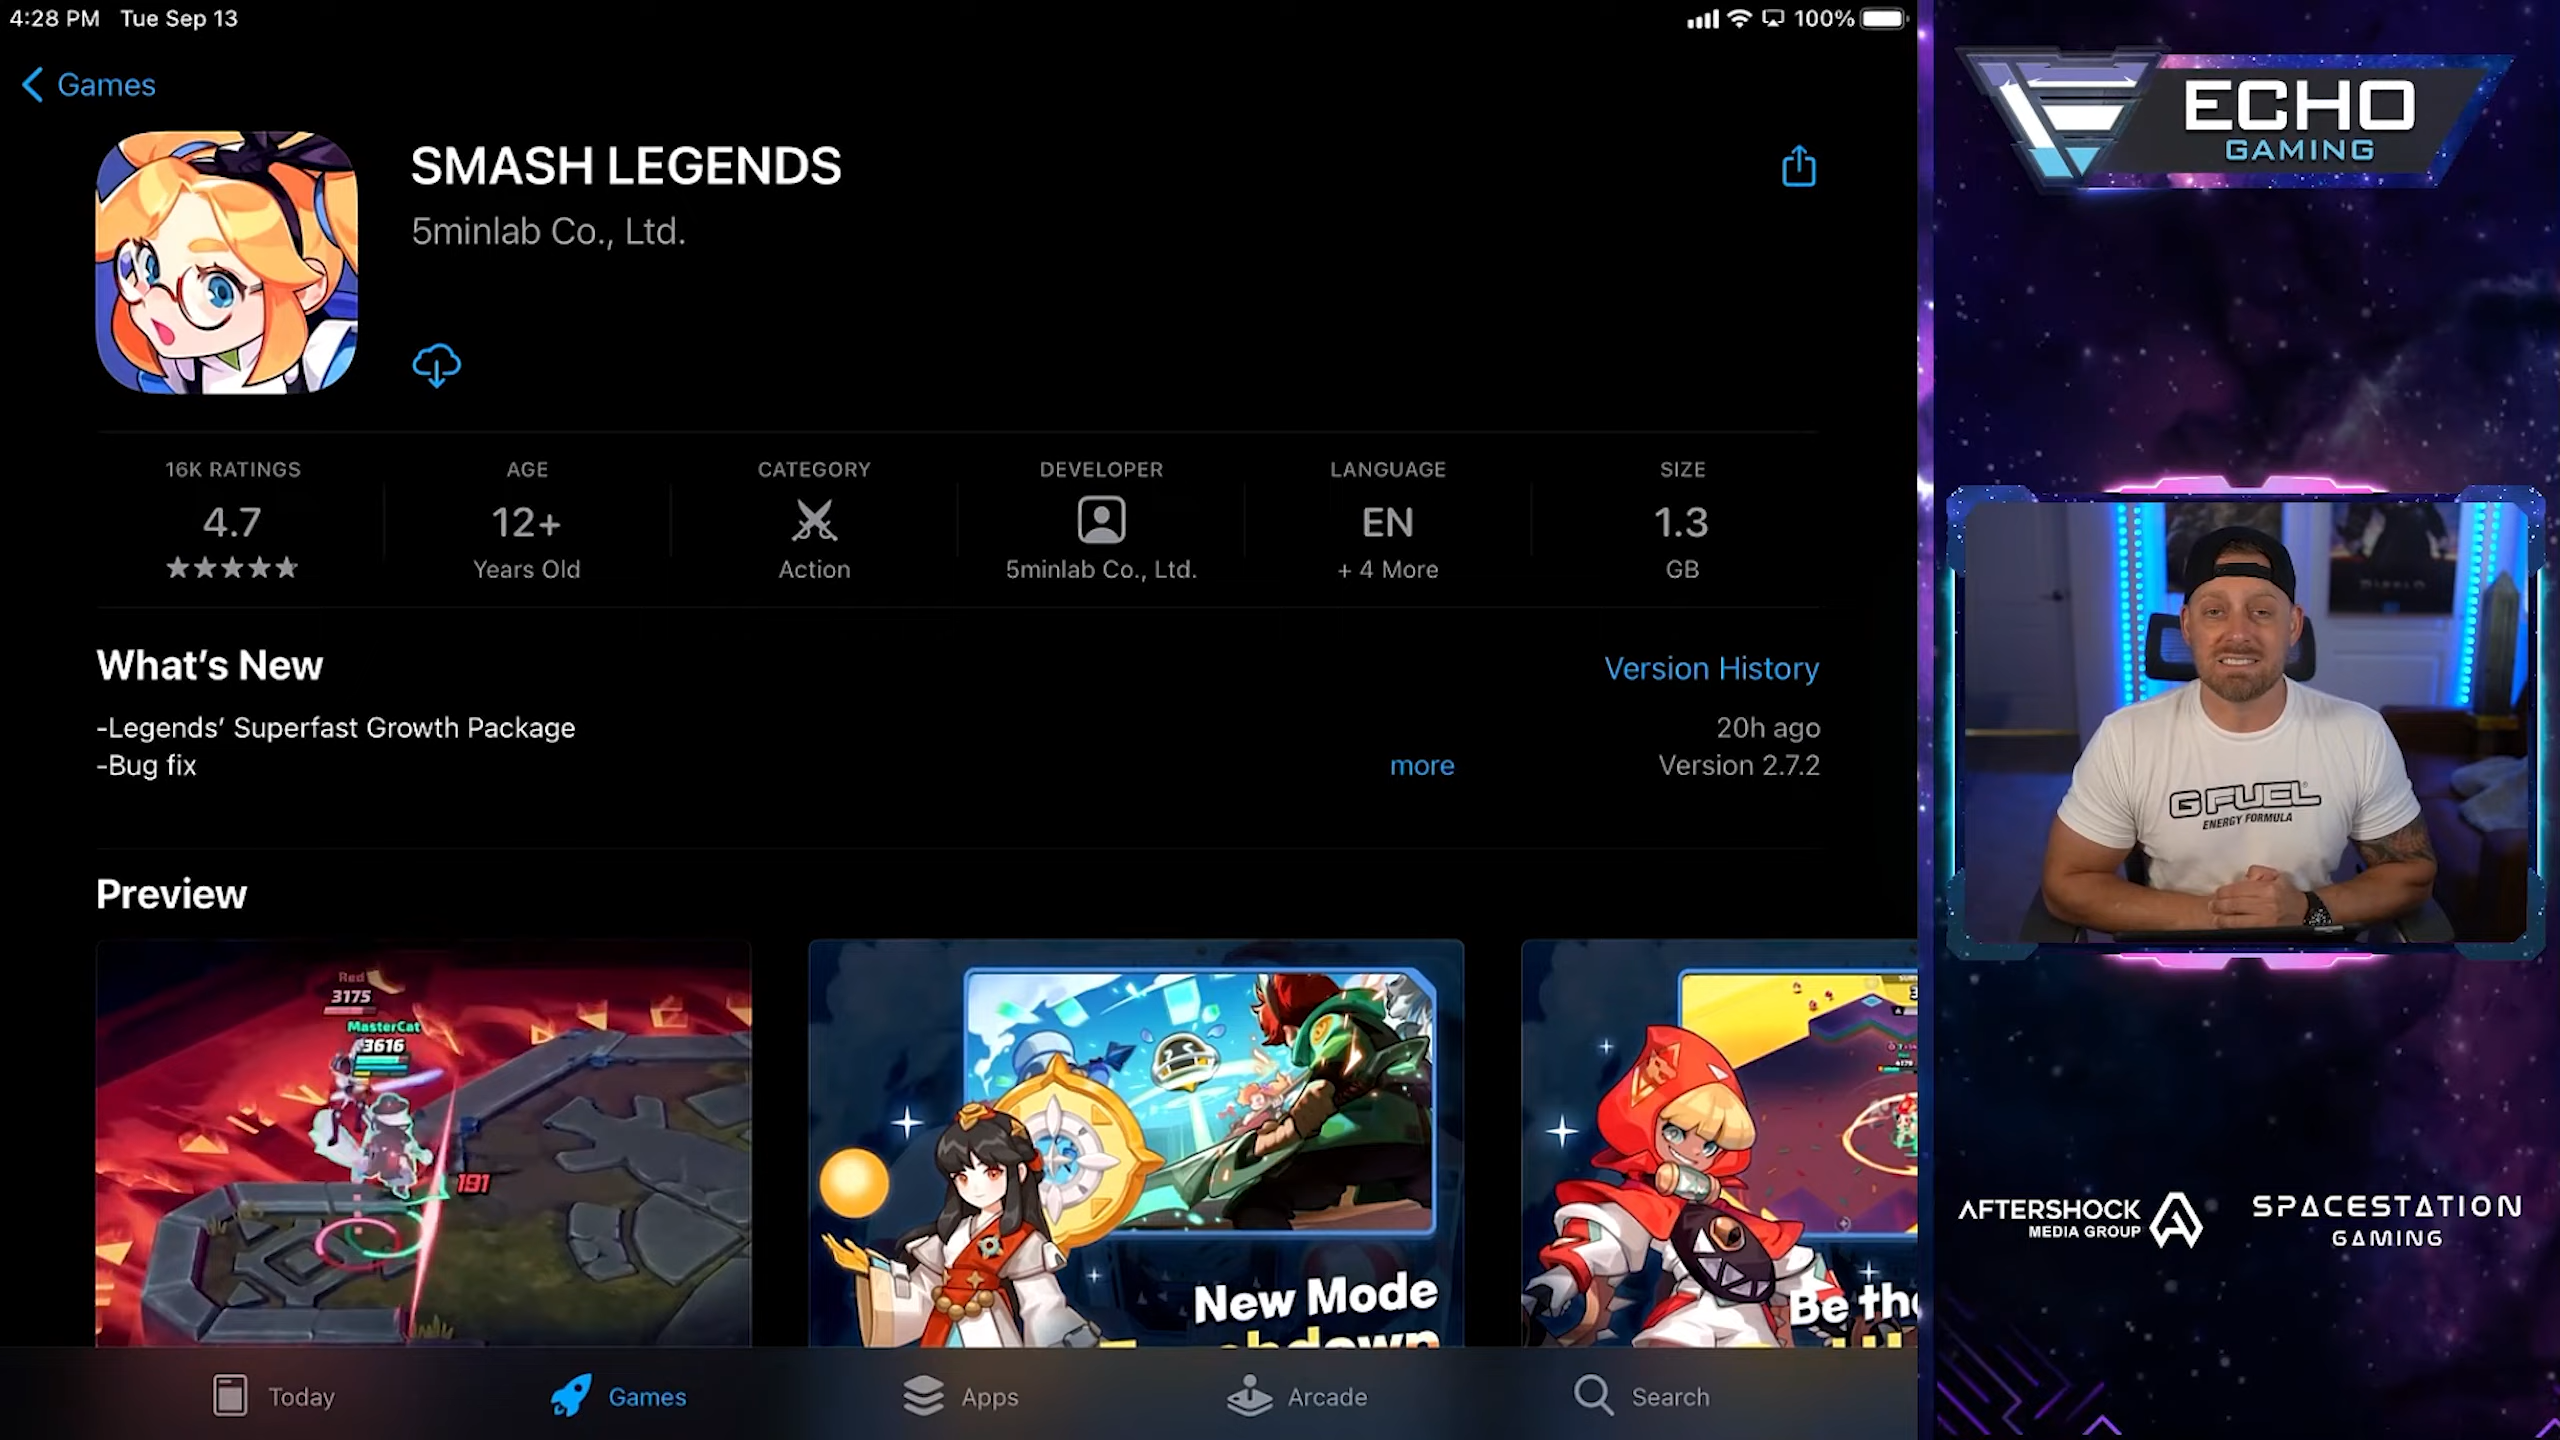 4:28 PM Tue Sep 13
100%
Games
SMASH LEGENDS
5minlab Co., Ltd.
16K RATINGS
4.7
AGE
12+
Years Old
CATEGORY
Action
DEVELOPER
5minlab Co., Ltd.
LANGUAGE
EN
+ 4 More
SIZE
1.3
GB
What's New
Version History
-Legends' Superfast Growth Package
20h ago
-Bug fix
more
Version 2.7.2
Preview
Red
3175
MasterCat
3616
191
New Mode
Be the
Today
Games
Apps
Arcade
Search
ECHO
GAMING
DIABLO
G FUEL
ENERGY FORMULA
AFTERSHOCK
MEDIA GROUP
SPACESTATION
GAMING